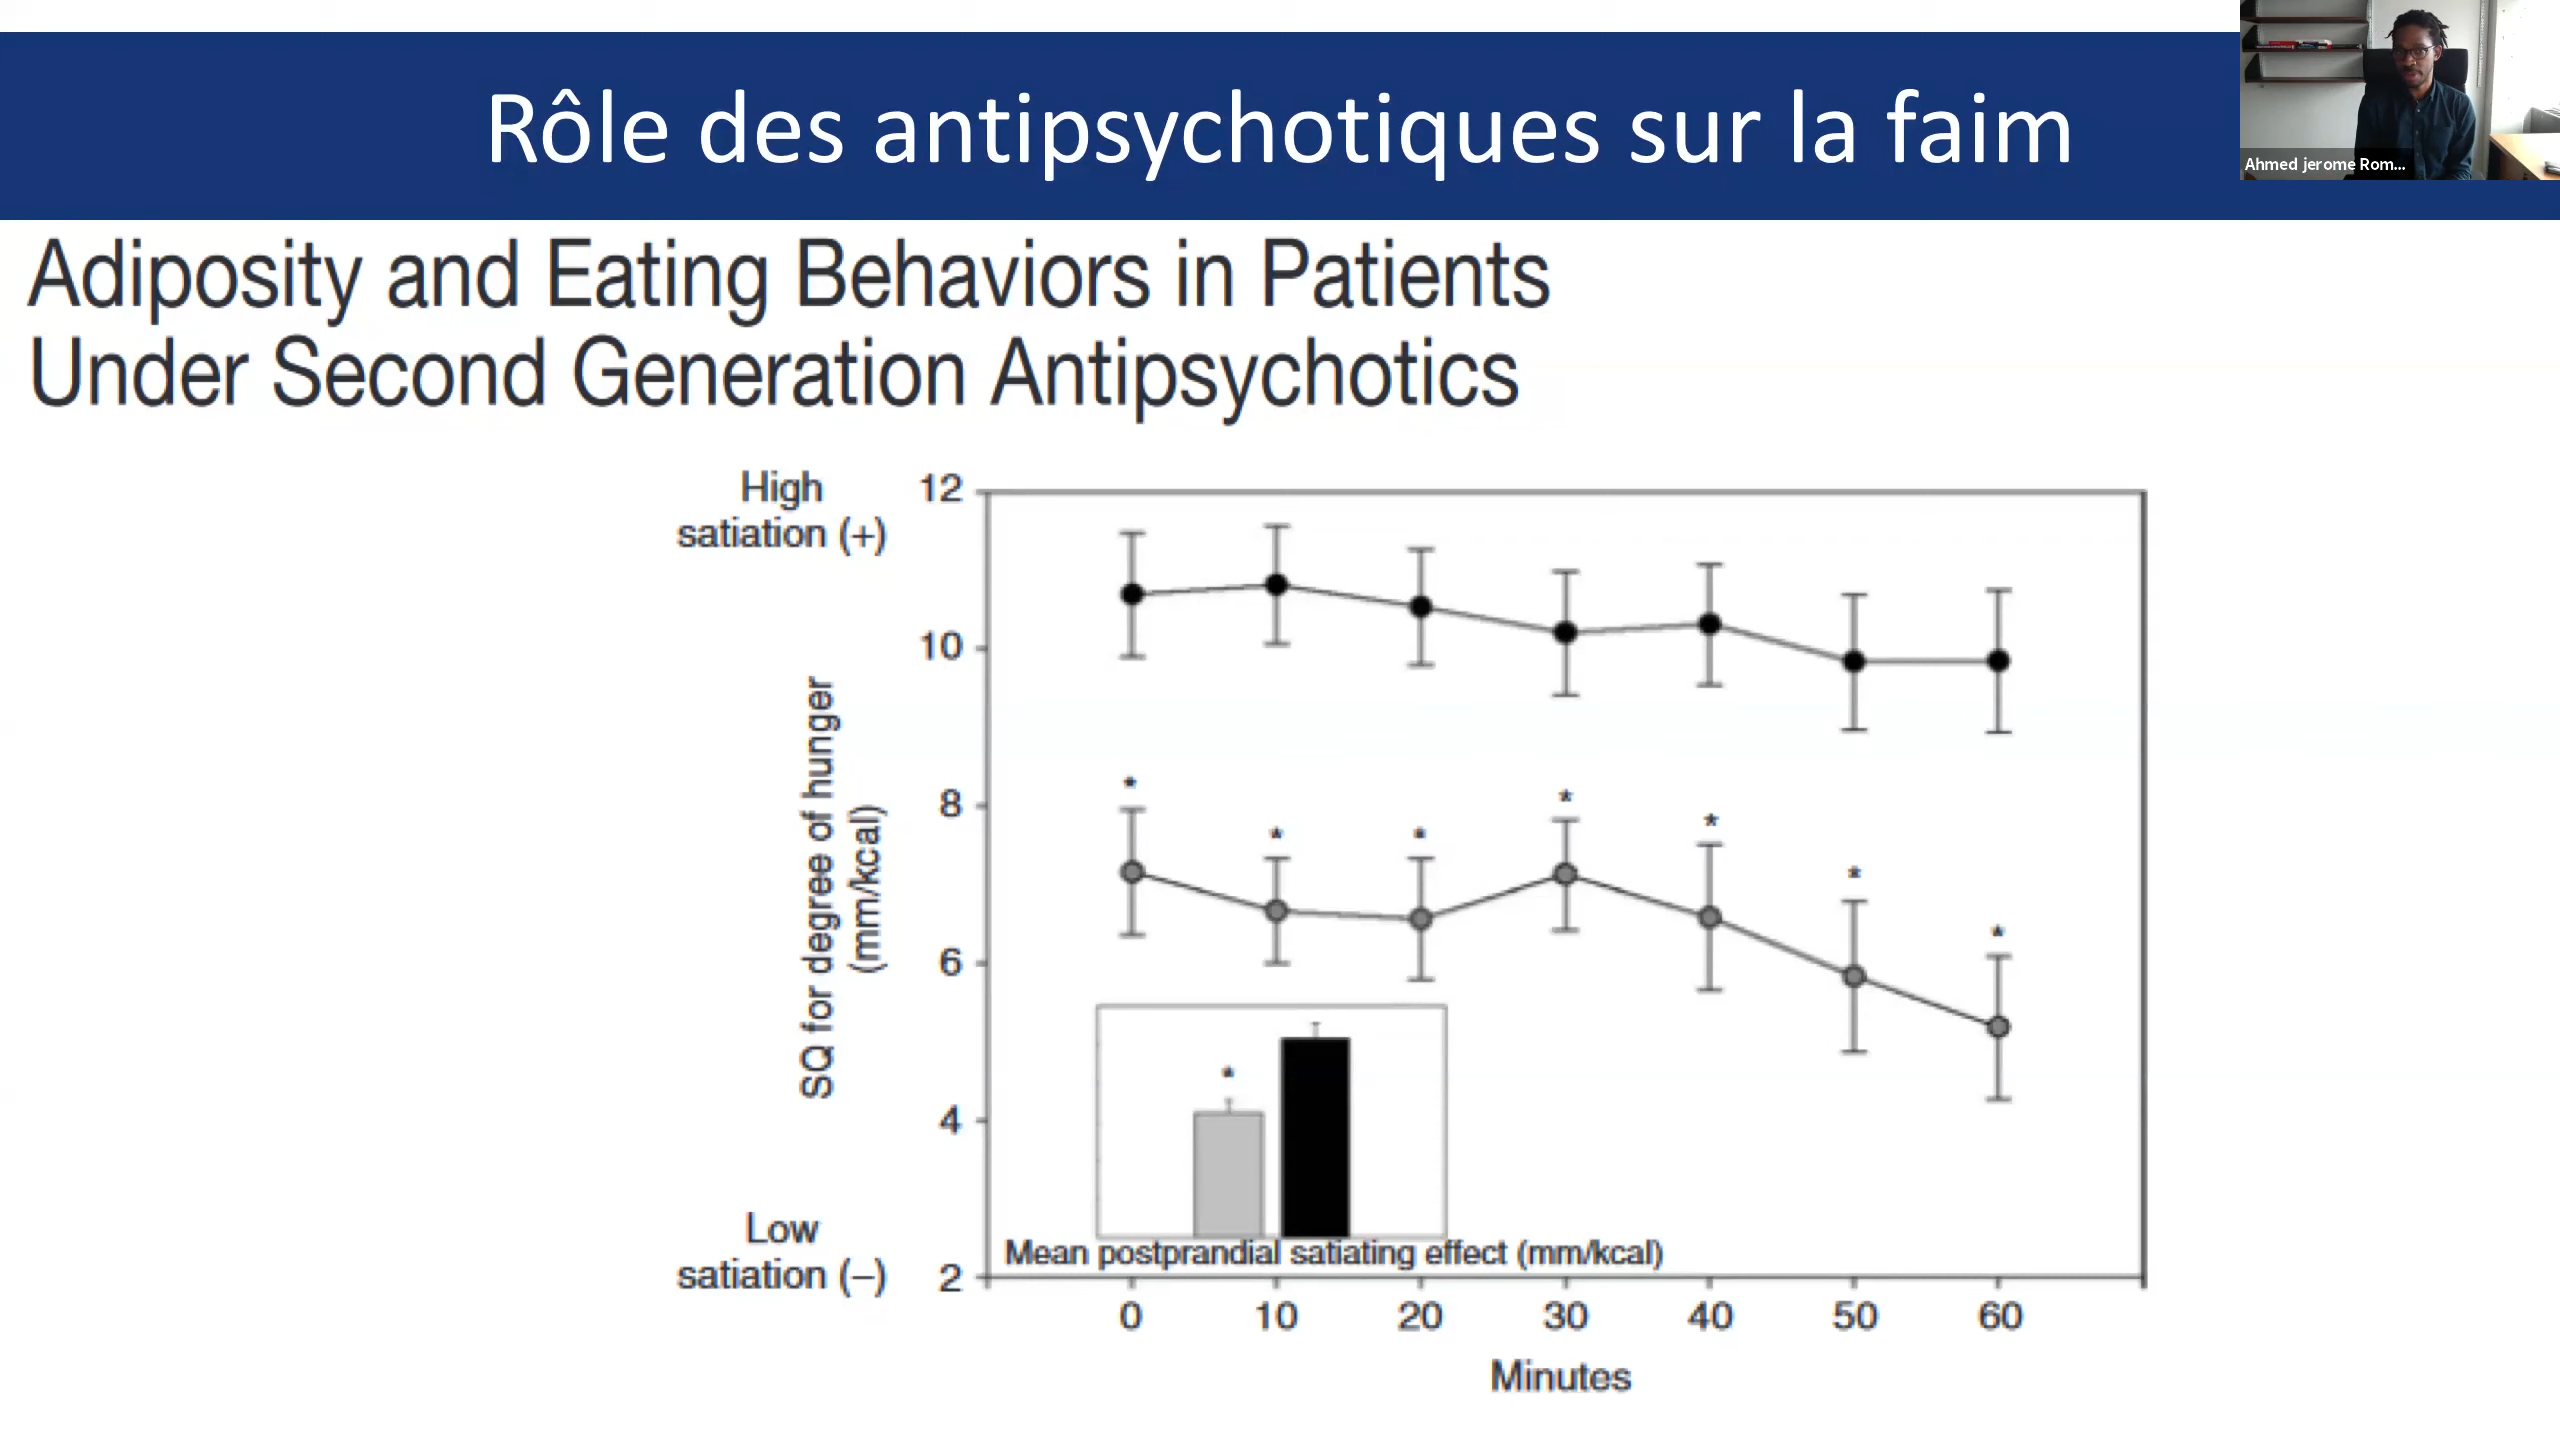 Rôle des antipsychotiques sur la faim
Ahmed jerome Rom...
Adiposity and Eating Behaviors in Patients
Under Second Generation Antipsychotics
High
satiation (+)
12
10
8
6
4
2
SQ for degree of hunger
(mm/kcal)
*
*
*
*
*
*
*
*
Mean postprandial satiating effect (mm/kcal)
Low
satiation (–)
0 10 20 30 40 50 60
Minutes